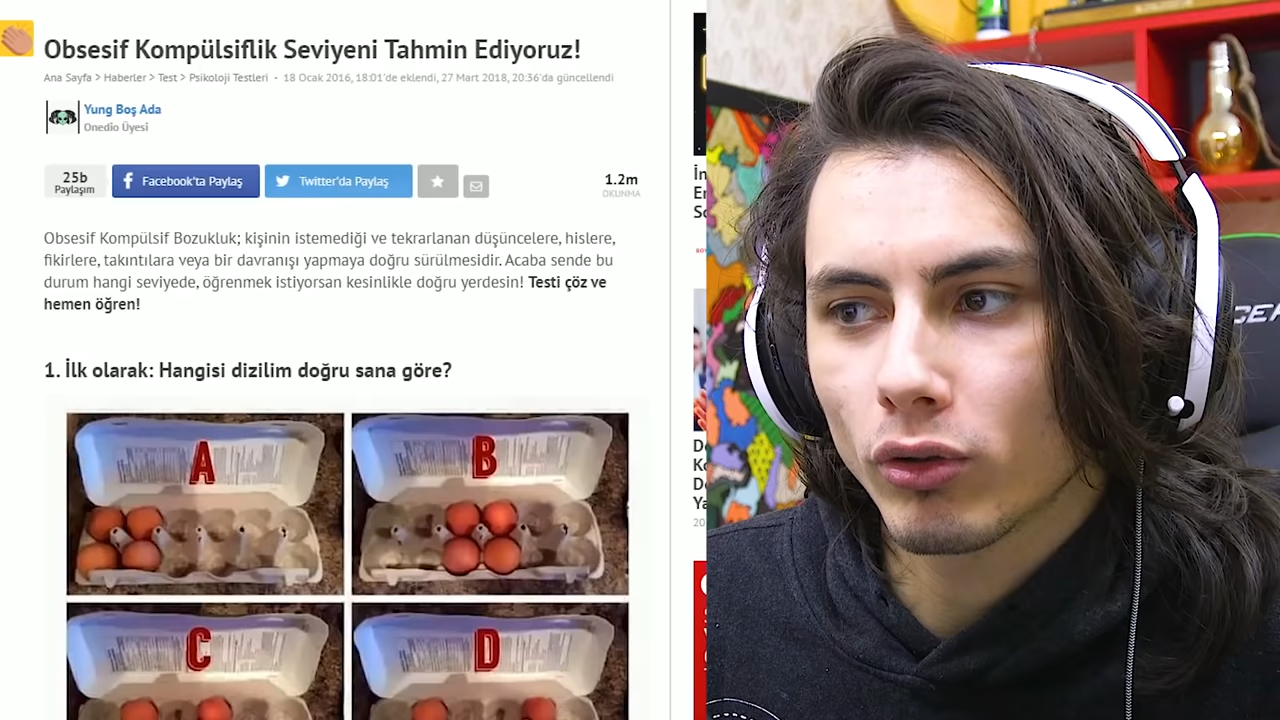 Obsesif Kompülsiflik Seviyeni Tahmin Ediyoruz!
Ana Sayfa > Haberler > Test > Psikoloji Testleri • 18 Ocak 2016, 18:01'de eklendi, 27 Mart 2018, 20:36'da güncellendi
Yung Boş Ada
Onedio Üyesi
25b
Paylaşım
Facebook'ta Paylaş
Twitter'da Paylaş
1.2m
OKUNMA
Obsesif Kompülsif Bozukluk; kişinin istemediği ve tekrarlanan düşüncelere, hislere,
fikirlere, takıntılara veya bir davranışı yapmaya doğru sürülmesidir. Acaba sende bu
durum hangi seviyede, öğrenmek istiyorsan kesinlikle doğru yerdesin! Testi çöz ve
hemen öğren!
1. İlk olarak: Hangisi dizilim doğru sana göre?
A
B
C
D